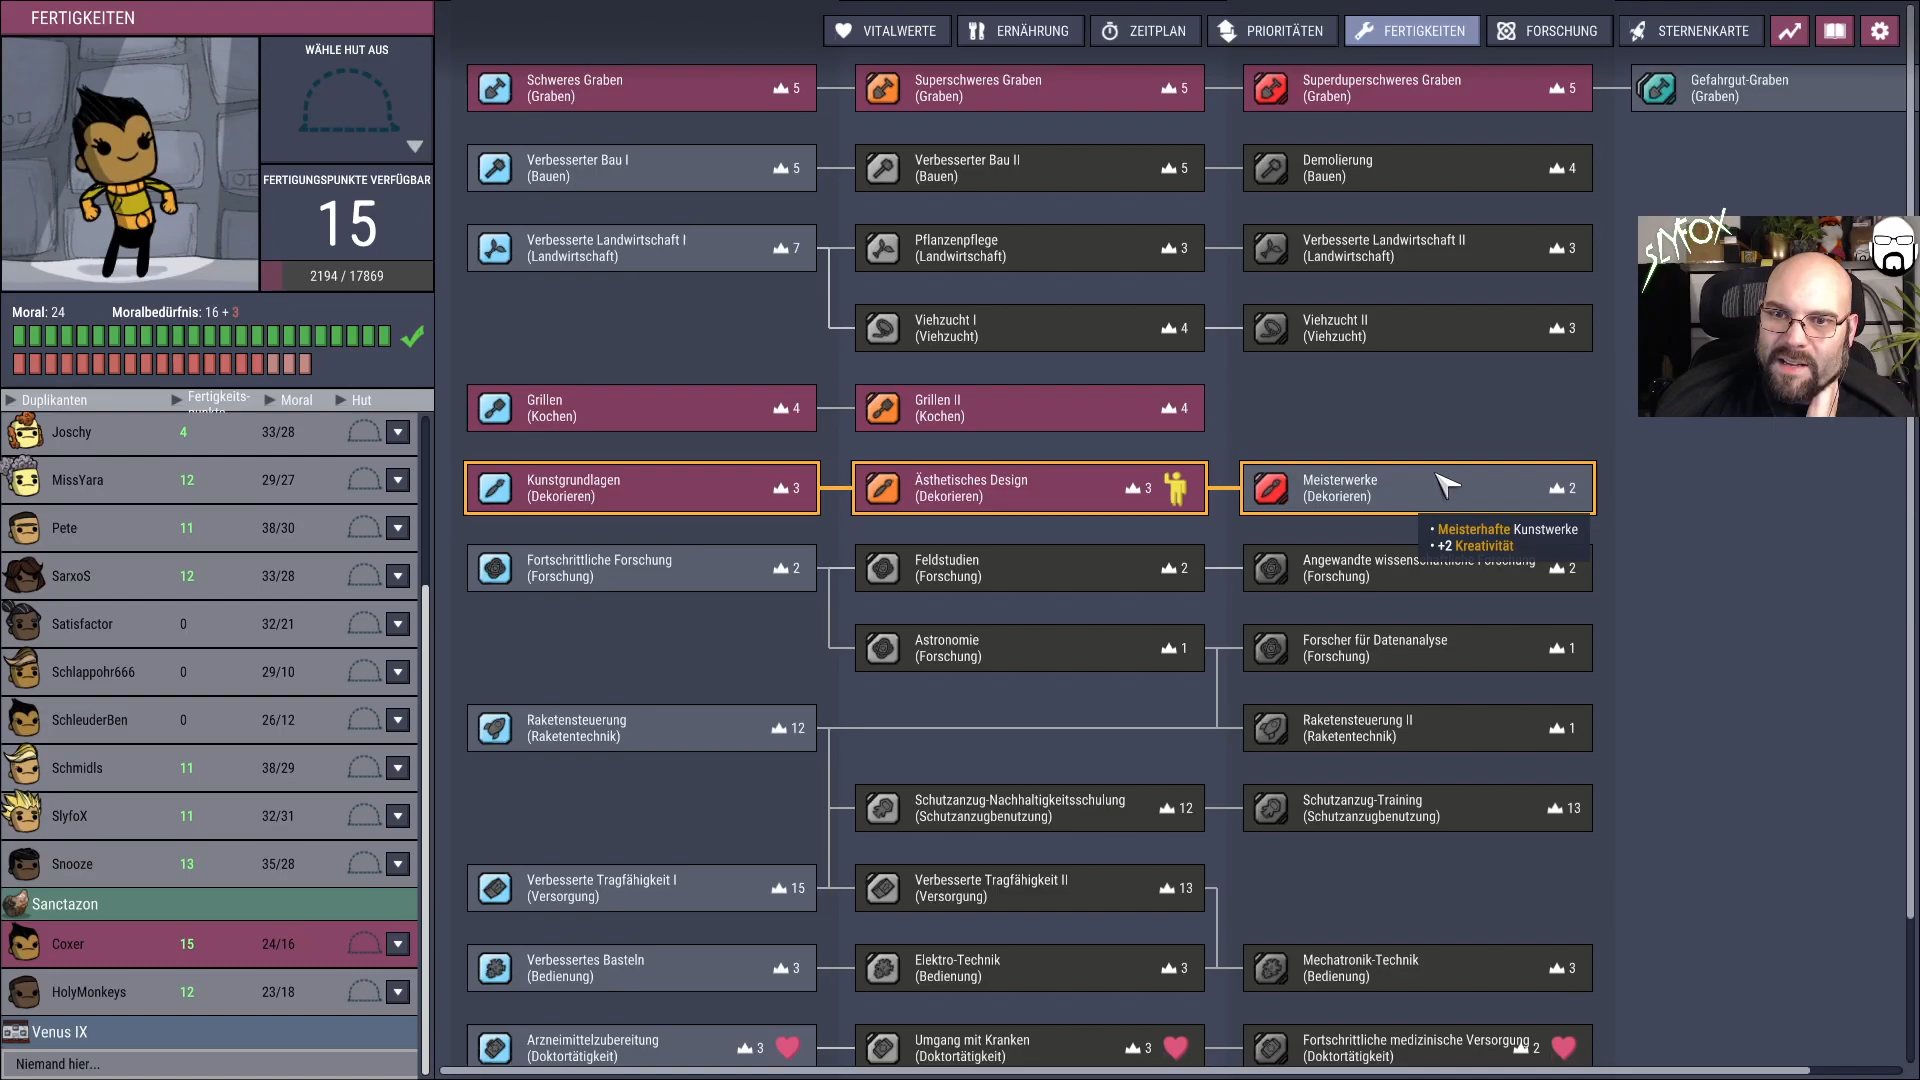 FERTIGKEITEN
VITALWERTE
ERNÄHRUNG
ZEITPLAN
PRIORITÄTEN
FERTIGKEITEN
FORSCHUNG
STERNENKARTE
WÄHLE HUT AUS
FERTIGUNGSPUNKTE VERFÜGBAR
15
2194 / 17869
Moral: 24
Moralbedürfnis: 16 + 3
Duplikanten
Fertigkeits-
Moral
Hut
Joschy 4 33/28
MissYara 12 29/27
Pete 11 38/30
SarxoS 12 33/28
Satisfactor 0 32/21
Schlappohr666 0 29/10
SchleuderBen 0 26/12
Schmidls 11 38/29
SlyfoX 11 32/31
Snooze 13 35/28
Sanctazon
Coxer 15 24/16
HolyMonkeys 12 23/18
Venus IX
Niemand hier...
Schweres Graben
(Graben)
5
Superschweres Graben
(Graben)
5
Superduperschweres Graben
(Graben)
5
Gefahrgut-Graben
(Graben)
Verbesserter Bau I
(Bauen)
5
Verbesserter Bau II
(Bauen)
5
Demolierung
(Bauen)
4
Verbesserte Landwirtschaft I
(Landwirtschaft)
7
Pflanzenpflege
(Landwirtschaft)
3
Verbesserte Landwirtschaft II
(Landwirtschaft)
3
Viehzucht I
(Viehzucht)
4
Viehzucht II
(Viehzucht)
3
Grillen
(Kochen)
4
Grillen II
(Kochen)
4
Kunstgrundlagen
(Dekorieren)
3
Ästhetisches Design
(Dekorieren)
3
Meisterwerke
(Dekorieren)
2
• Meisterhafte Kunstwerke
• +2 Kreativität
Fortschrittliche Forschung
(Forschung)
2
Feldstudien
(Forschung)
2
Angewandte wissenschaftliche Forschung
(Forschung)
2
Astronomie
(Forschung)
1
Forscher für Datenanalyse
(Forschung)
1
Raketensteuerung
(Raketentechnik)
12
Raketensteuerung II
(Raketentechnik)
1
Schutzanzug-Nachhaltigkeitsschulung
(Schutzanzugbenutzung)
12
Schutzanzug-Training
(Schutzanzugbenutzung)
13
Verbesserte Tragfähigkeit I
(Versorgung)
15
Verbesserte Tragfähigkeit II
(Versorgung)
13
Verbessertes Basteln
(Bedienung)
3
Elektro-Technik
(Bedienung)
3
Mechatronik-Technik
(Bedienung)
3
Arzneimittelzubereitung
(Doktortätigkeit)
3
Umgang mit Kranken
(Doktortätigkeit)
3
Fortschrittliche medizinische Versorgung
(Doktortätigkeit)
2
SLYFOX